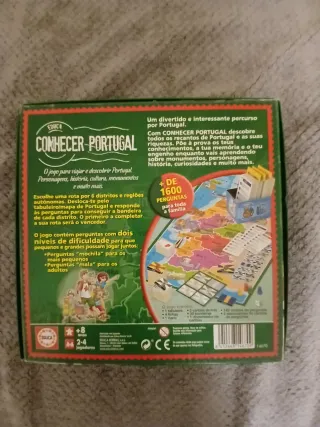 EDUCA
CONHECER PORTUGAL
O jogo para viajar e descobrir Portugal
Personagens, história, cultura, monumentos
e muito mais
Escolhe uma rota por 8 distritos e regiões
autónomas. Desloca-te pelo
tabuleiro/mapa de Portugal e responde
às perguntas para conseguir a bandeira
de cada distrito. O primeiro a completar
a sua rota será o vencedor.
O jogo contém perguntas com dois
níveis de dificuldade para que
pequenos e grandes possam jogar juntos:
•Perguntas "mochila" para os
mais pequenos
•Perguntas "mala" para os
adultos
Um divertido e interessante percurso
por Portugal.
Com CONHECER PORTUGAL descobre
todos os recantos de Portugal e as suas
riquezas. Põe à prova os teus
conhecimentos, a tua memória e o teu
engenho enquanto vais aprendendo
sobre monumentos, personagens,
história, curiosidades e muito mais.
+ DE
1600
PERGUNTAS
para toda
a família
educa
+8
2-4
jogadores
CE